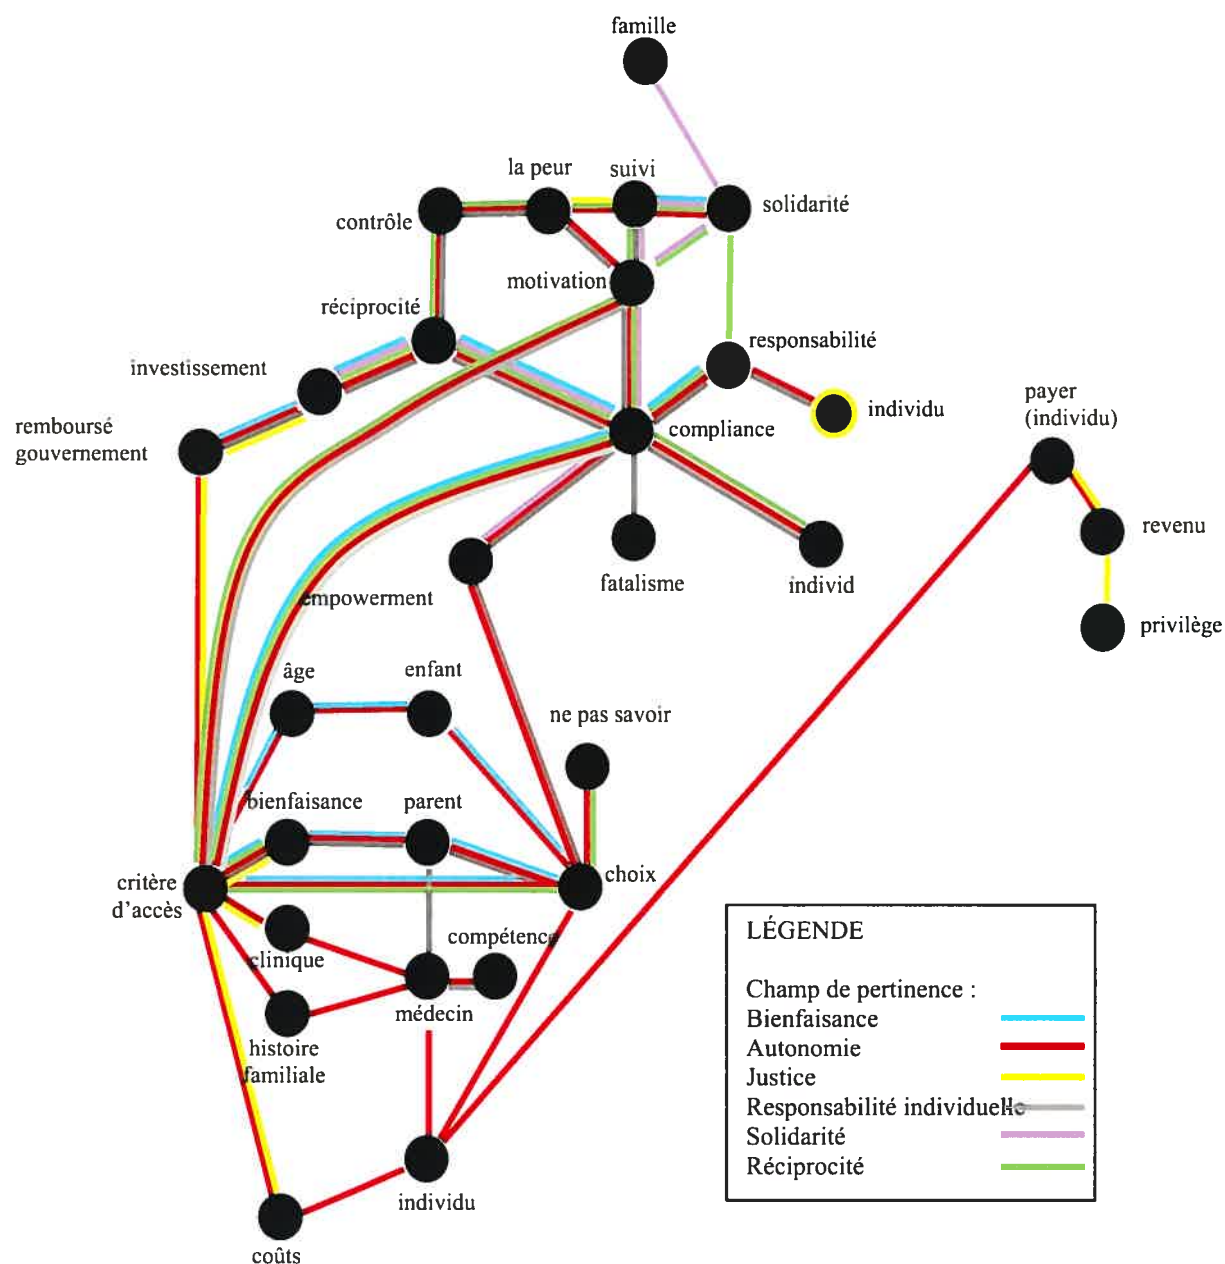 famille
la peur
suivi
solidarité
contrôle
motivation
réciprocité
responsabilité
investissement
individu
payer
(individu)
remboursé
gouvernement
compliance
revenu
fatalisme
individ
empowerment
privilège
âge
enfant
ne pas savoir
bienfaisance
parent
choix
critère
d'accès
compétence
clinique
médecin
histoire
familiale
individu
coûts
LÉGENDE
Champ de pertinence :
Bienfaisance
Autonomie
Justice
Responsabilité individuelle
Solidarité
Réciprocité